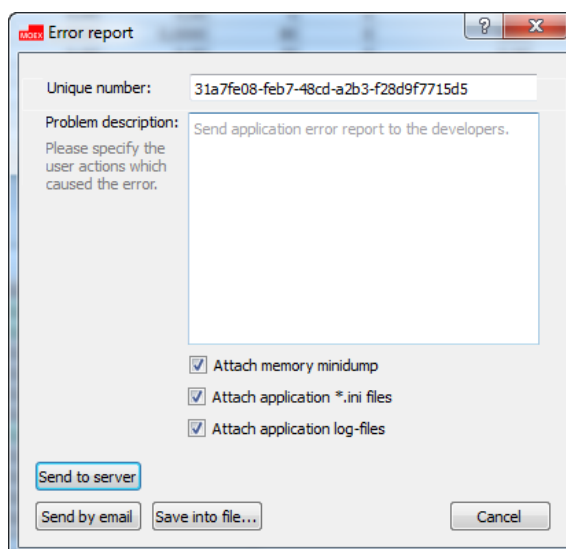 MOEX Error report
Unique number: 31a7fe08-feb7-48cd-a2b3-f28d9f7715d5
Problem description: Send application error report to the developers.
Please specify the
user actions which
caused the error.
Attach memory minidump
Attach application *.ini files
Attach application log-files
Send to server
Send by email Save into file... Cancel